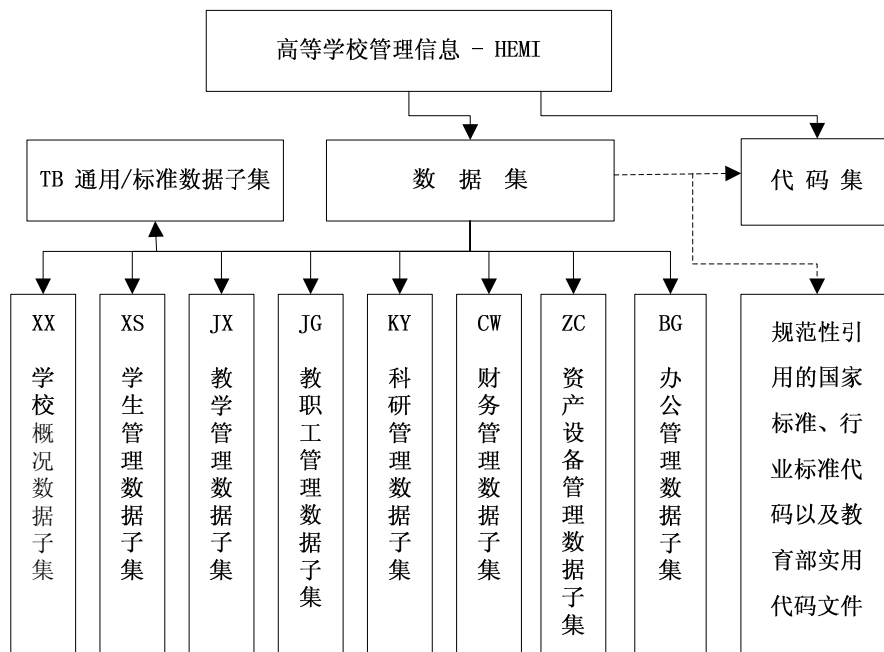 高等学校管理信息 - HEMI
TB 通用/标准数据子集
数 据 集
代 码 集
XX
学校概况数据子集
XS
学生管理数据子集
JX
教学管理数据子集
JG
教职工管理数据子集
KY
科研管理数据子集
CW
财务管理数据子集
ZC
资产设备管理数据子集
BG
办公管理数据子集
规范性引
用的国家
标准、行
业标准代
码以及教
育部实用
代码文件